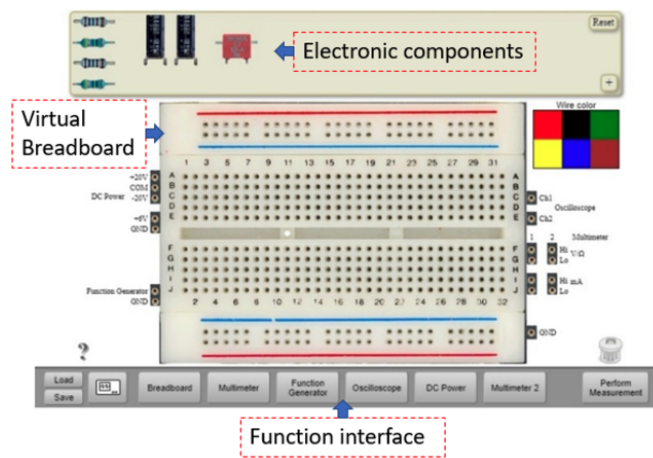 Reset
Electronic components
+
Virtual
Breadboard
Wire color
1 3 5 7 9 11 13 15 17 19 21 23 25 27 29 31
+20V
COM
-20V
DC Power
+6V
GND
A
B
C
D
E
A
B
C
D
E
Ch1
Oscilloscope
Ch2
1 2 Multimeter
F
G
H
I
J
F
G
H
I
J
Hi
VΩ
Lo
Hi
mA
Lo
Function Generator
GND
2 4 6 8 10 12 14 16 18 20 22 24 26 28 30 32
GND
?
Load
Save
Breadboard
Multimeter
Function
Generator
Oscilloscope
DC Power
Multimeter 2
Perform
Measurement
Function interface